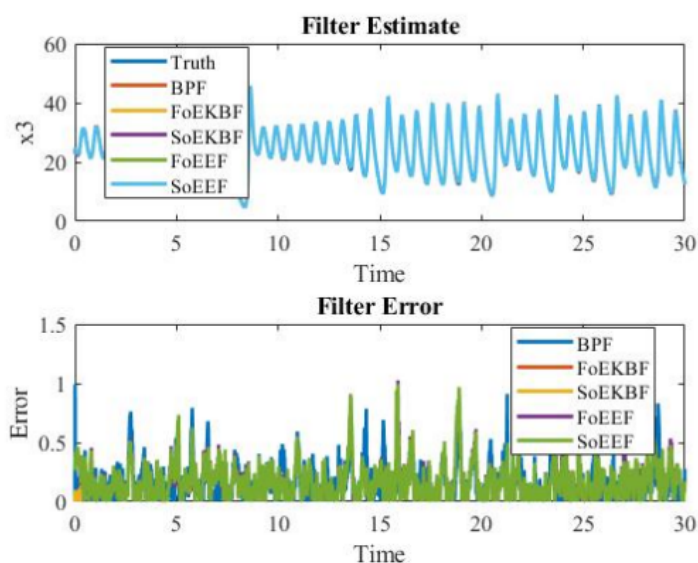 Filter Estimate
60
40
20
0
x3
Truth
BPF
FoEKBF
SoEKBF
FoEEF
SoEEF
0 5 10 15 20 25 30
Time
Filter Error
1.5
1
0.5
0
Error
BPF
FoEKBF
SoEKBF
FoEEF
SoEEF
0 5 10 15 20 25 30
Time